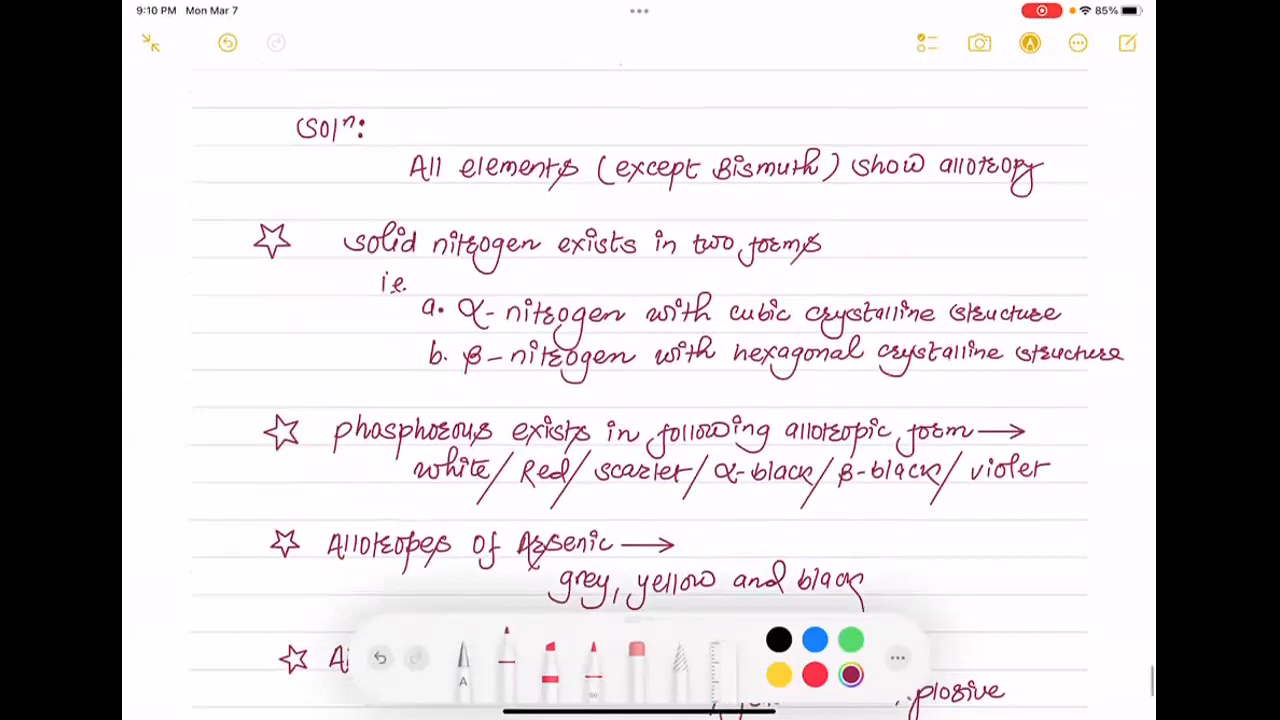 9:10 PM Mon Mar 7
85%
Solⁿ:
All elements (except Bismuth) show allotropy
solid nitrogen exists in two forms
i.e.
a. α- nitrogen with cubic crystalline structure
b. β- nitrogen with hexagonal crystalline structure
phosphorous exists in following allotropic form →
white/ Red/ scarlet/ α-black/ β-black/ violet
Allotropes of Arsenic →
grey, yellow and black
A
A
50
plosive